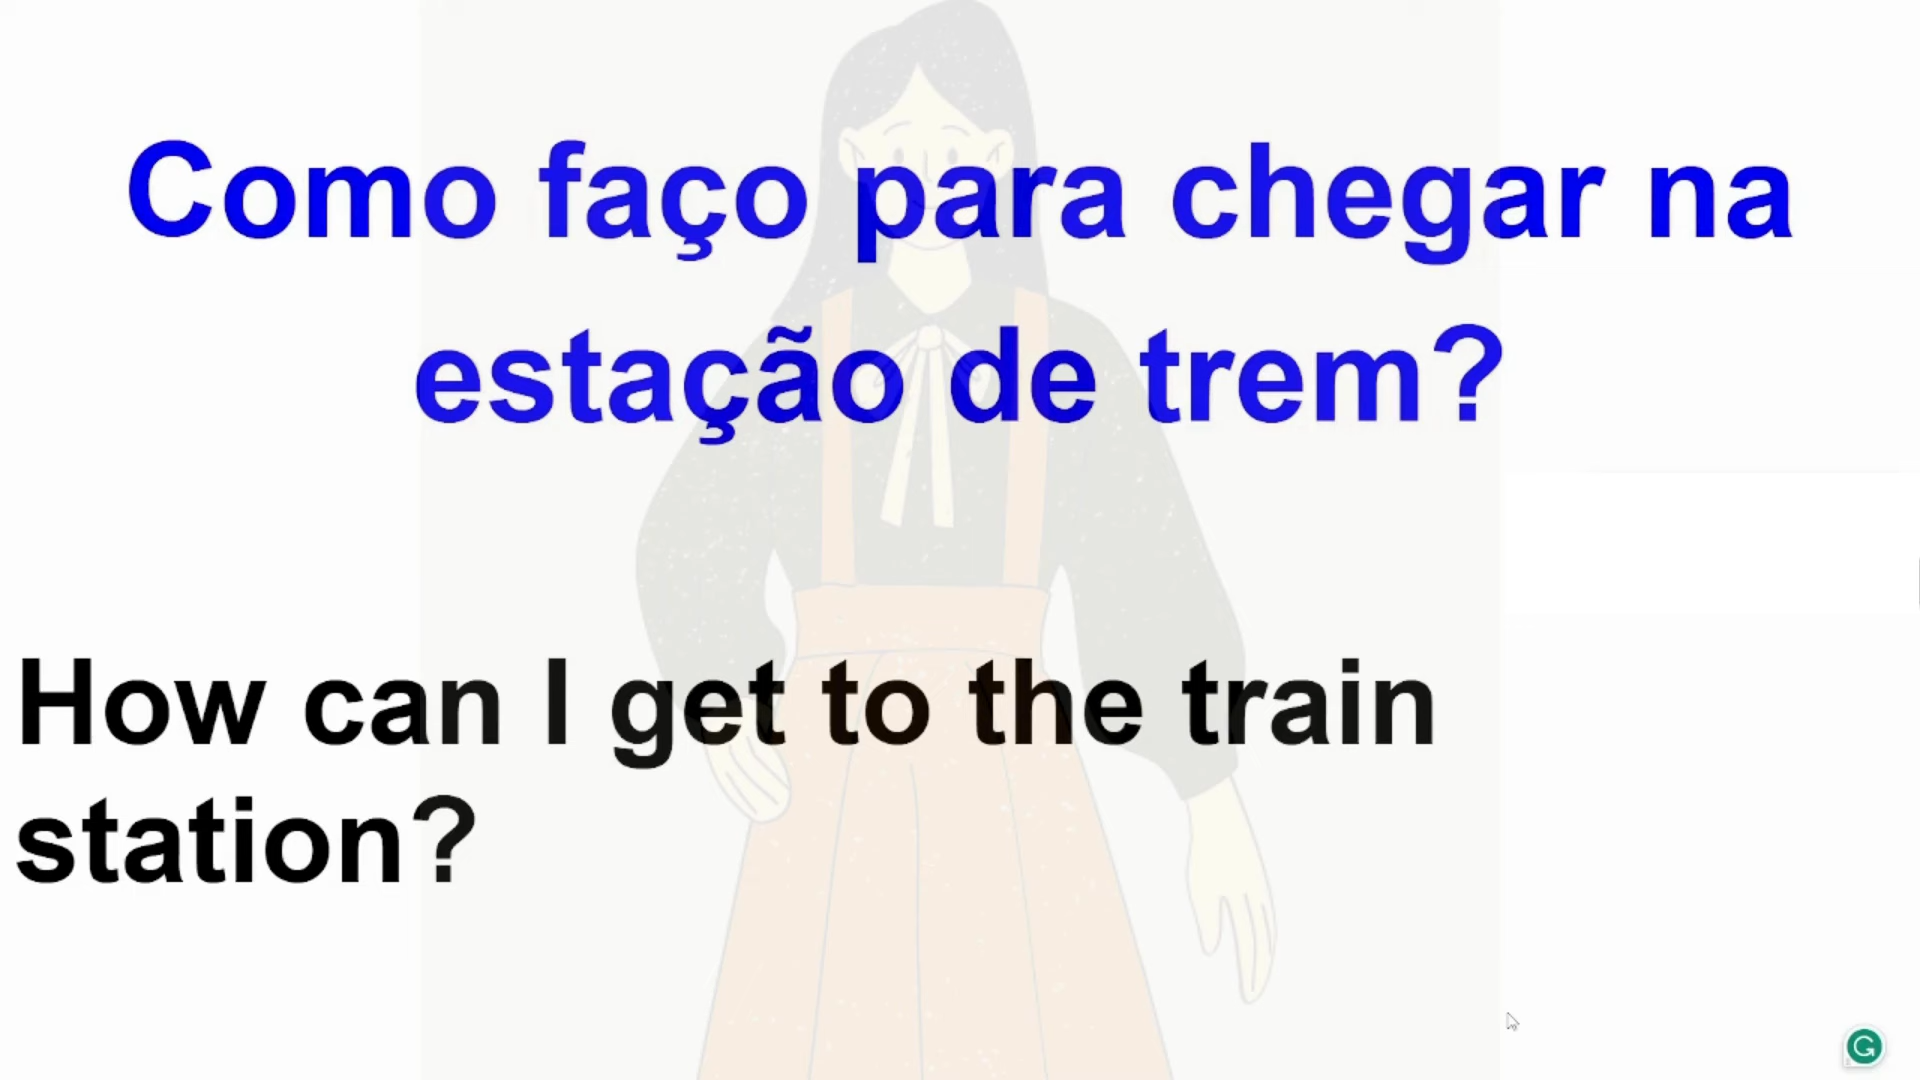 Como faço para chegar na
estação de trem?
How can I get to the train
station?